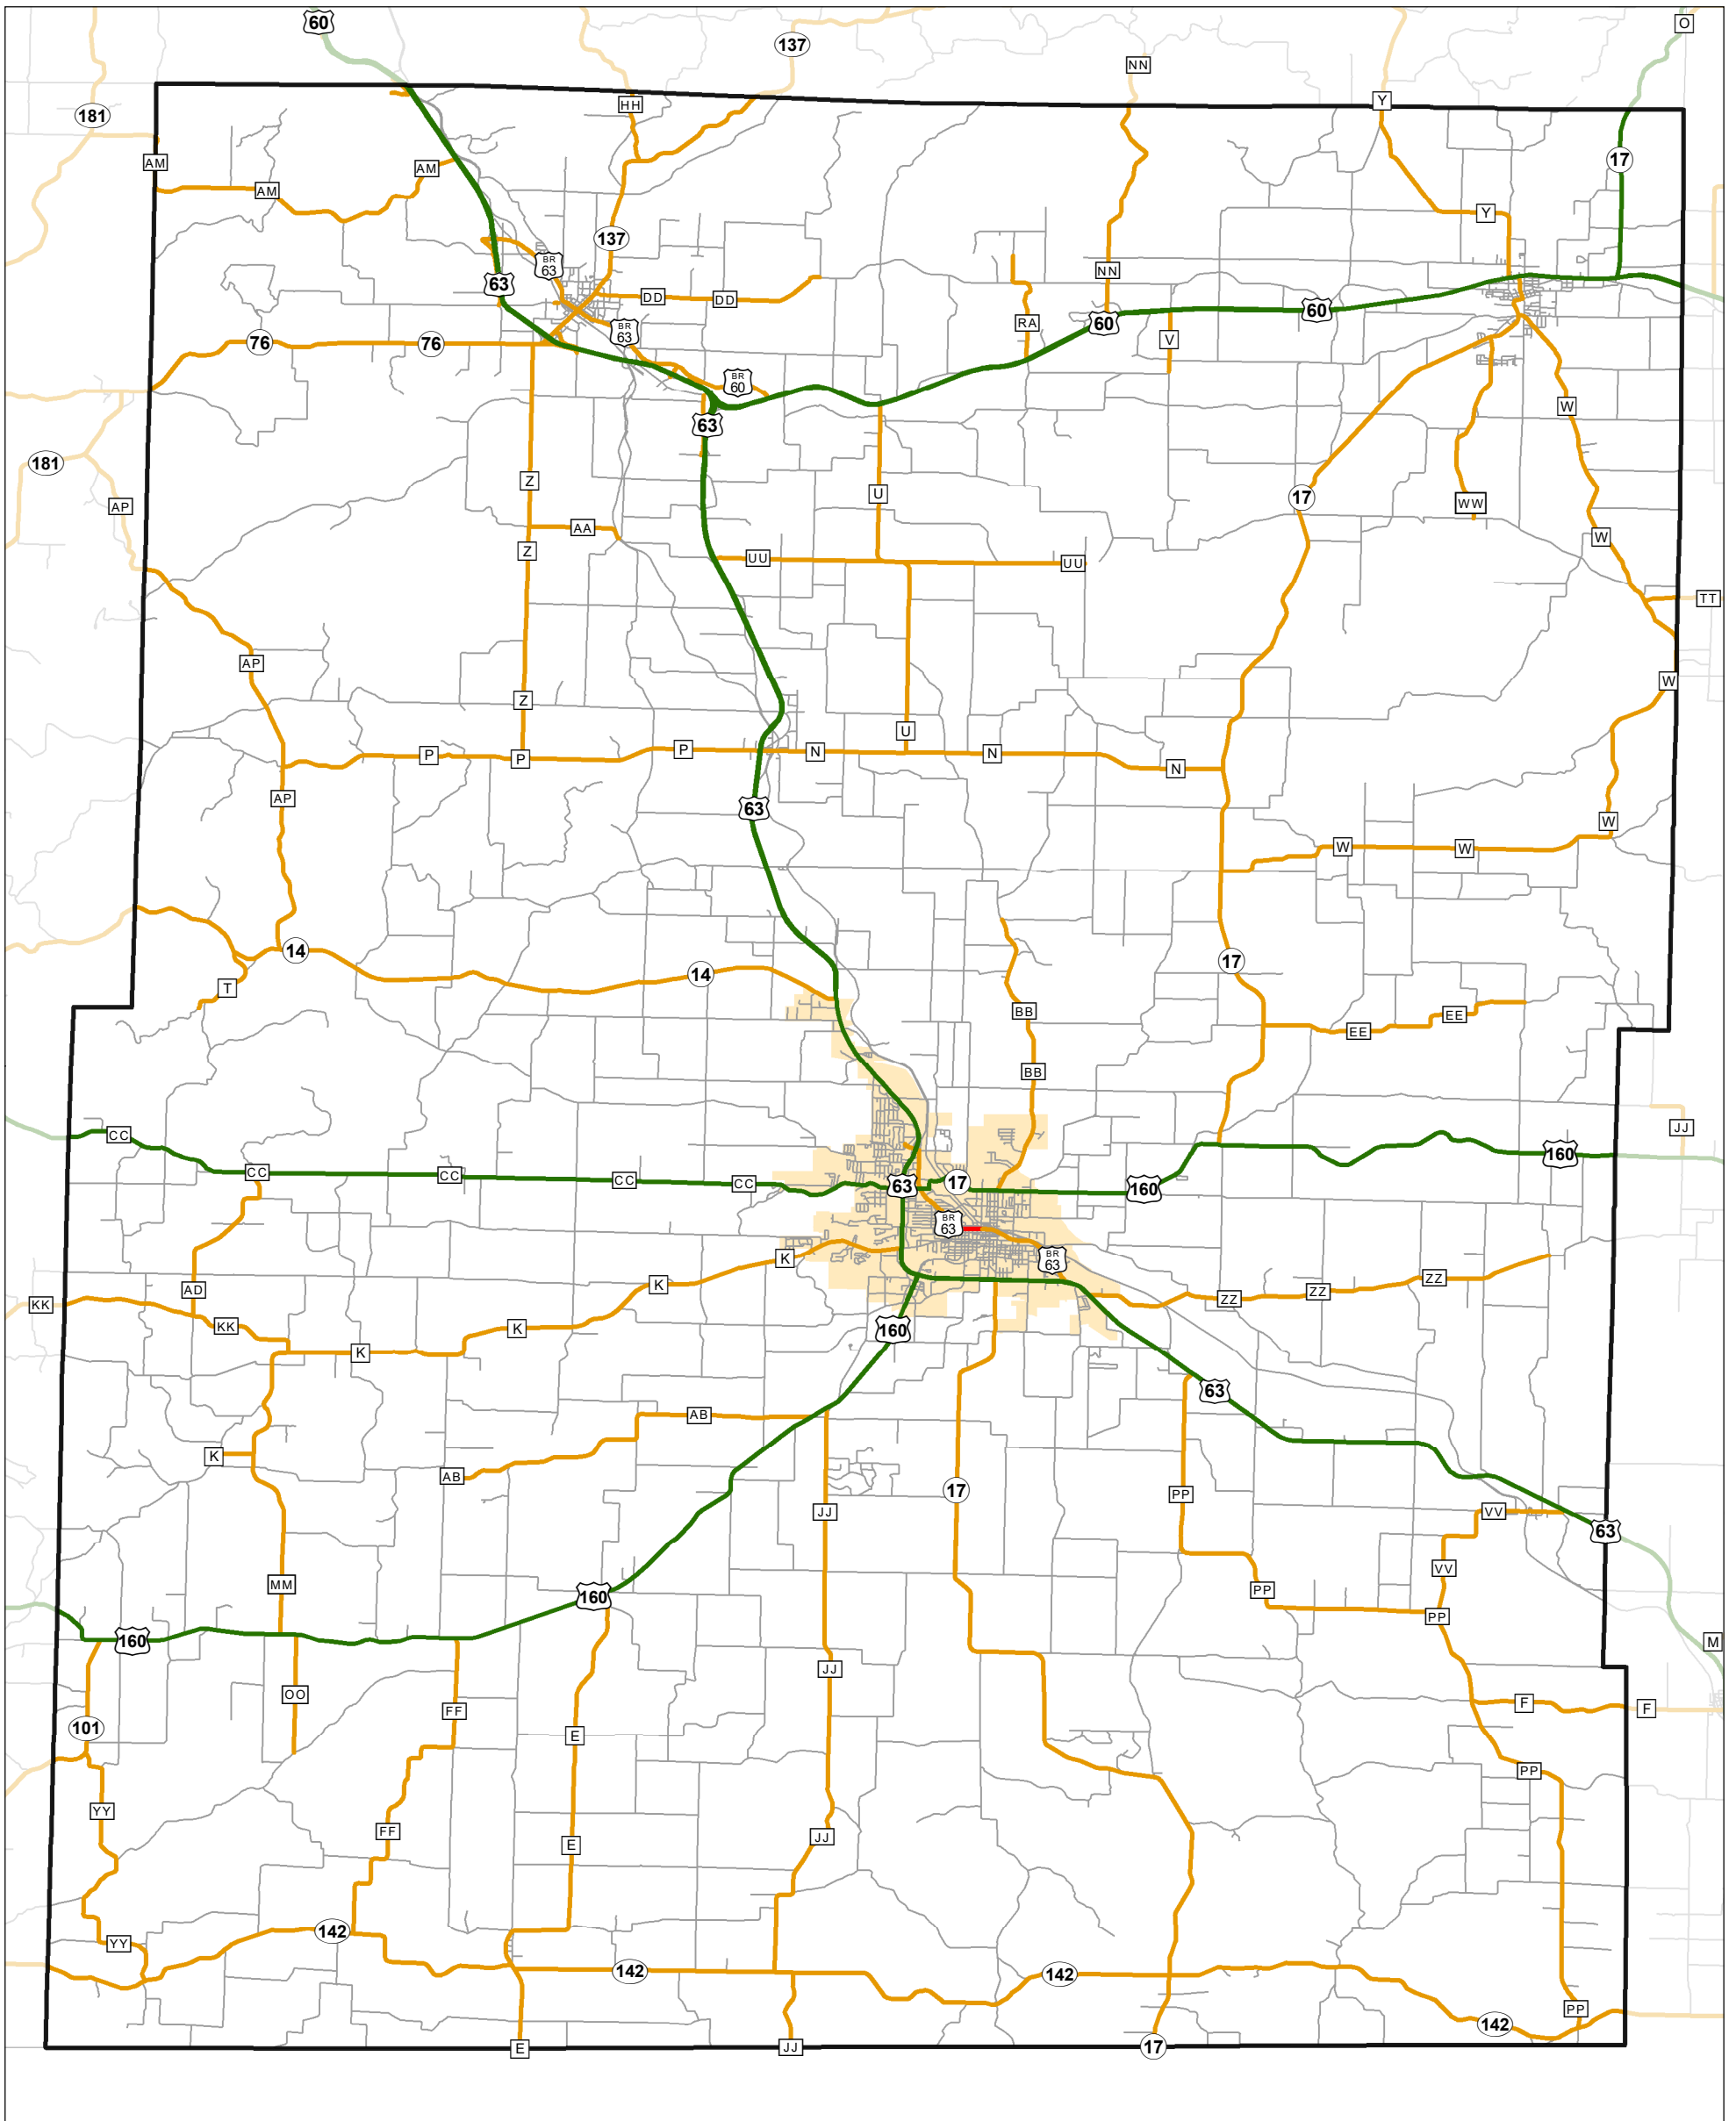 60
O
137
NN
181
HH
Y
17
AM
AM
AM
137
Y
BR
63
63
NN
DD
DD
60
60
RA
BR
63
V
76
76
BR
60
W
63
181
Z
U
17
WW
AP
AA
Z
UU
UU
W
TT
AP
W
Z
U
P
P
P
N
N
N
AP
63
W
W
W
14
14
17
T
BB
EE
EE
BB
CC
JJ
160
CC
CC
CC
CC
63
17
160
BR
63
K
BR
63
K
AD
ZZ
ZZ
ZZ
KK
KK
K
160
K
63
AB
K
AB
17
PP
JJ
VV
63
VV
MM
160
PP
PP
160
M
JJ
OO
FF
F
F
101
E
PP
YY
FF
JJ
E
142
YY
142
142
PP
142
E
JJ
17